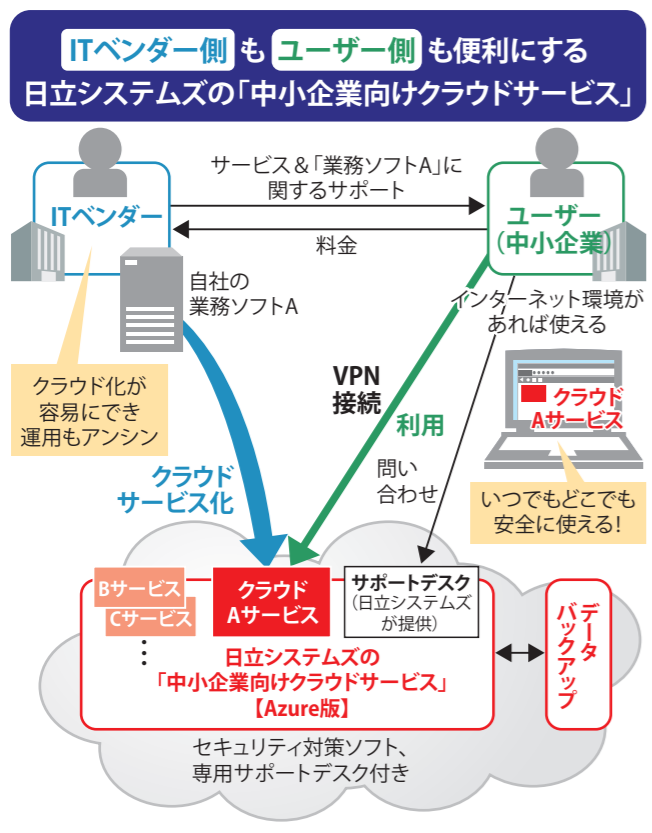 ITベンダー側 も ユーザー側 も便利にする
日立システムズの「中小企業向けクラウドサービス」
サービス＆「業務ソフトA」に
関するサポート
ITベンダー
ユーザー
(中小企業)
料金
自社の
業務ソフトA
インターネット環境が
あれば使える
クラウド化が
容易にでき
運用もアンシン
VPN
接続
利用
クラウド
Aサービス
問い
合わせ
いつでもどこでも
安全に使える！
クラウド
サービス化
Bサービス
Cサービス
⋮
クラウド
Aサービス
サポートデスク
(日立システムズ
が提供)
データ
バックアップ
日立システムズの
「中小企業向けクラウドサービス」
【Azure版】
セキュリティ対策ソフト、
専用サポートデスク付き